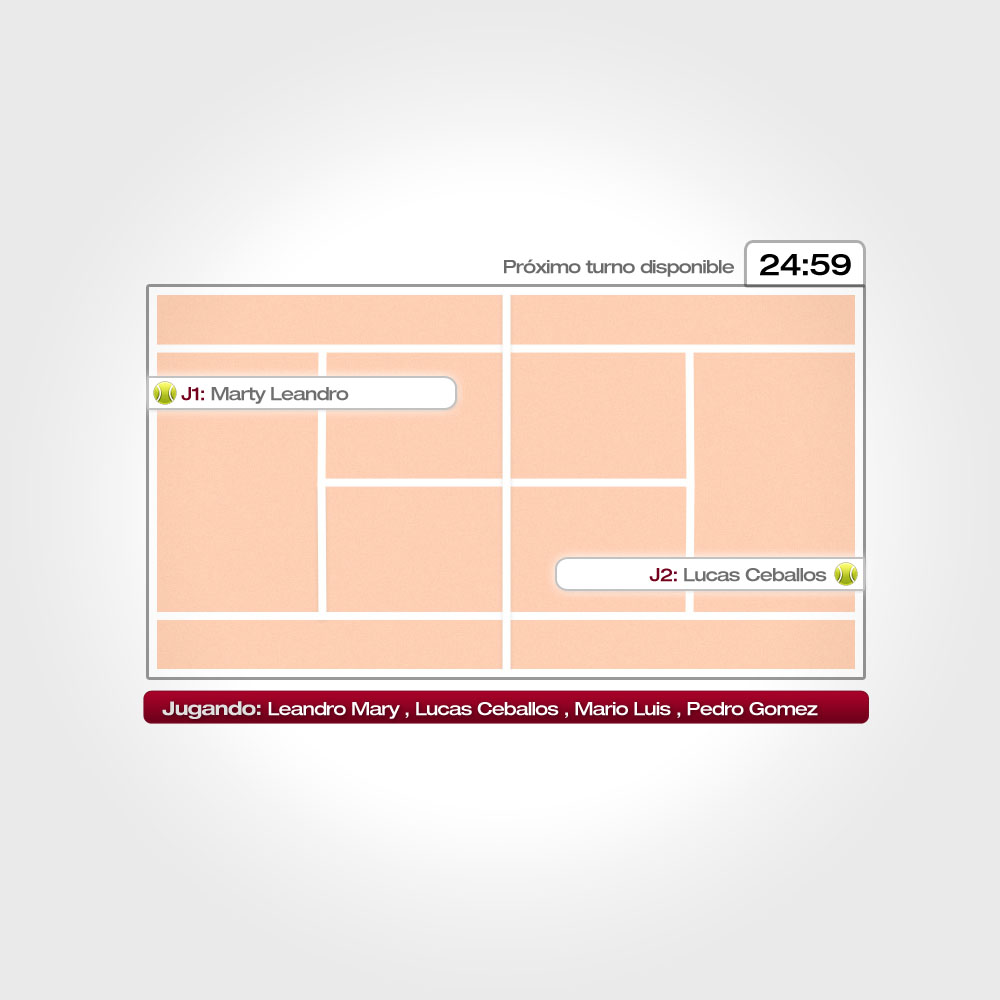 Próximo turno disponible 24:59
J1: Marty Leandro
J2: Lucas Ceballos
Jugando: Leandro Mary , Lucas Ceballos , Mario Luis , Pedro Gomez